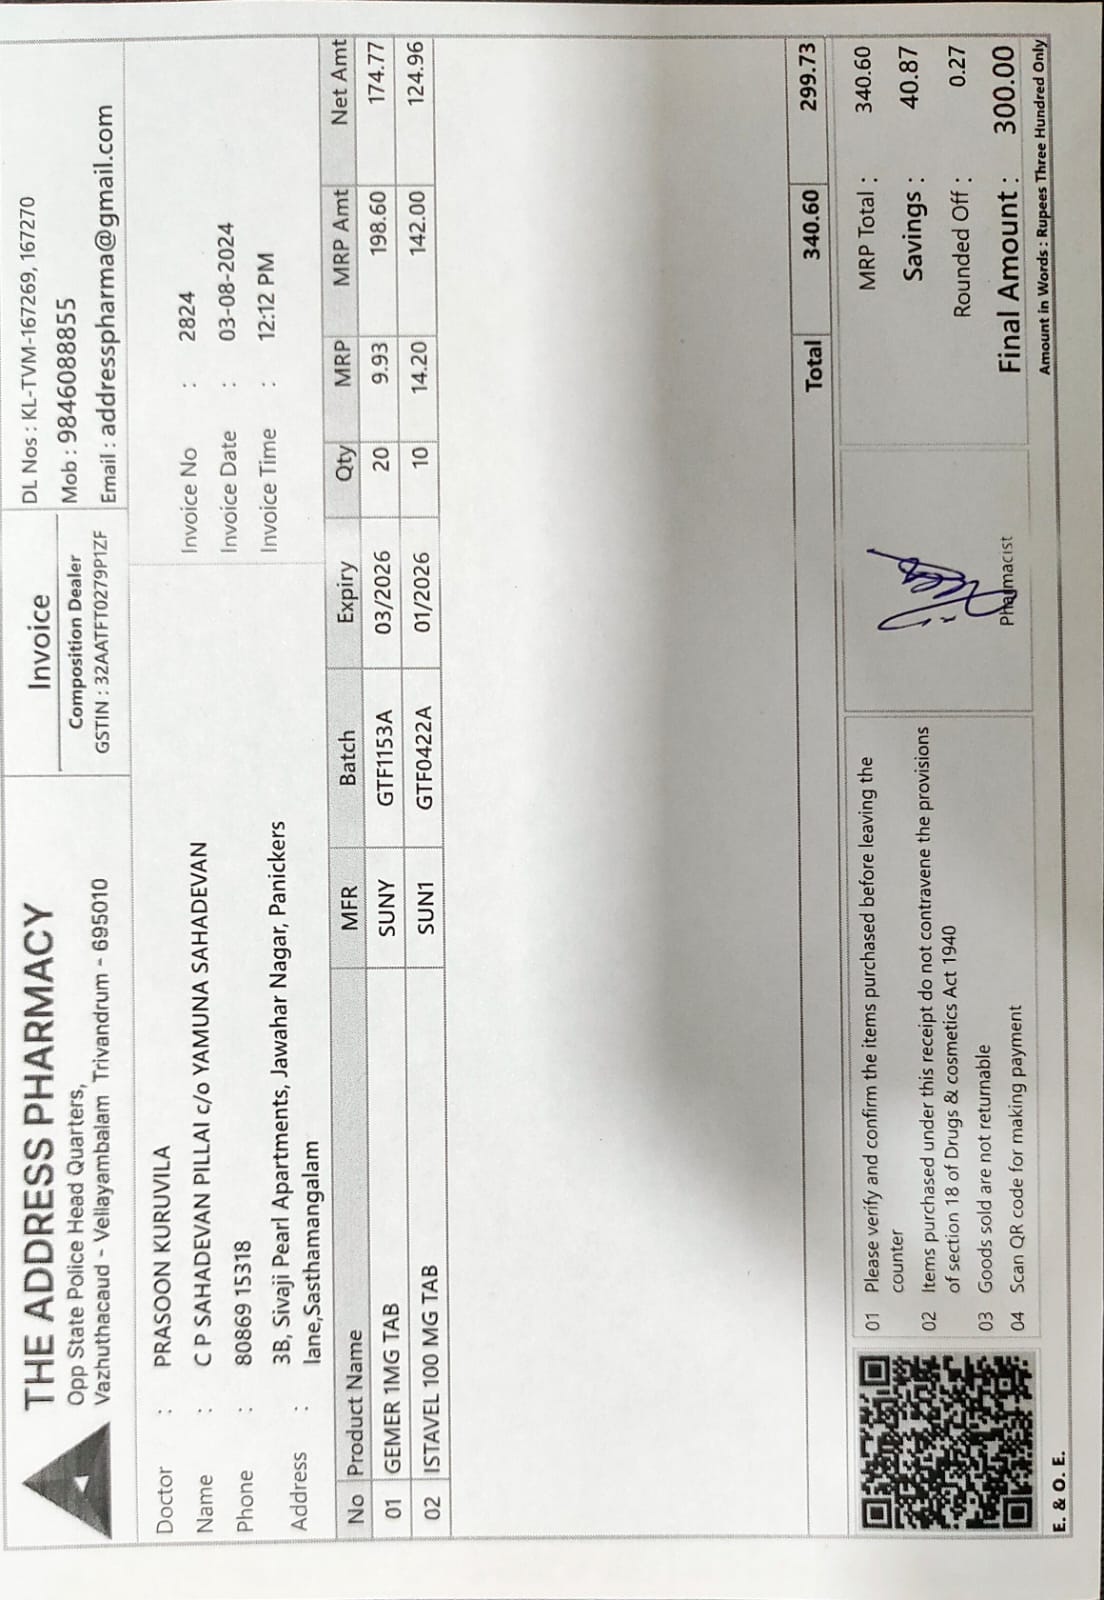 THE ADDRESS PHARMACY
Opp State Police Head Quarters,
Vazhuthacaud - Vellayambalam Trivandrum - 695010
Invoice
Composition Dealer
GSTIN : 32AATFT0279P1ZF
DL Nos : KL-TVM-167269, 167270
Mob : 9846088855
Email : addresspharma@gmail.com
Doctor : PRASOON KURUVILA
Name : C P SAHADEVAN PILLAI c/o YAMUNA SAHADEVAN
Phone : 80869 15318
Address : 3B, Sivaji Pearl Apartments, Jawahar Nagar, Panickers
lane,Sasthamangalam
Invoice No : 2824
Invoice Date : 03-08-2024
Invoice Time : 12:12 PM
No Product Name MFR Batch Expiry Qty MRP MRP Amt Net Amt
01 GEMER 1MG TAB SUNY GTF1153A 03/2026 20 9.93 198.60 174.77
02 ISTAVEL 100 MG TAB SUN1 GTF0422A 01/2026 10 14.20 142.00 124.96
Total 340.60 299.73
01 Please verify and confirm the items purchased before leaving the
counter
02 Items purchased under this receipt do not contravene the provisions
of section 18 of Drugs & cosmetics Act 1940
03 Goods sold are not returnable
04 Scan QR code for making payment
Pharmacist
MRP Total : 340.60
Savings : 40.87
Rounded Off : 0.27
Final Amount : 300.00
Amount in Words : Rupees Three Hundred Only
E. & O. E.